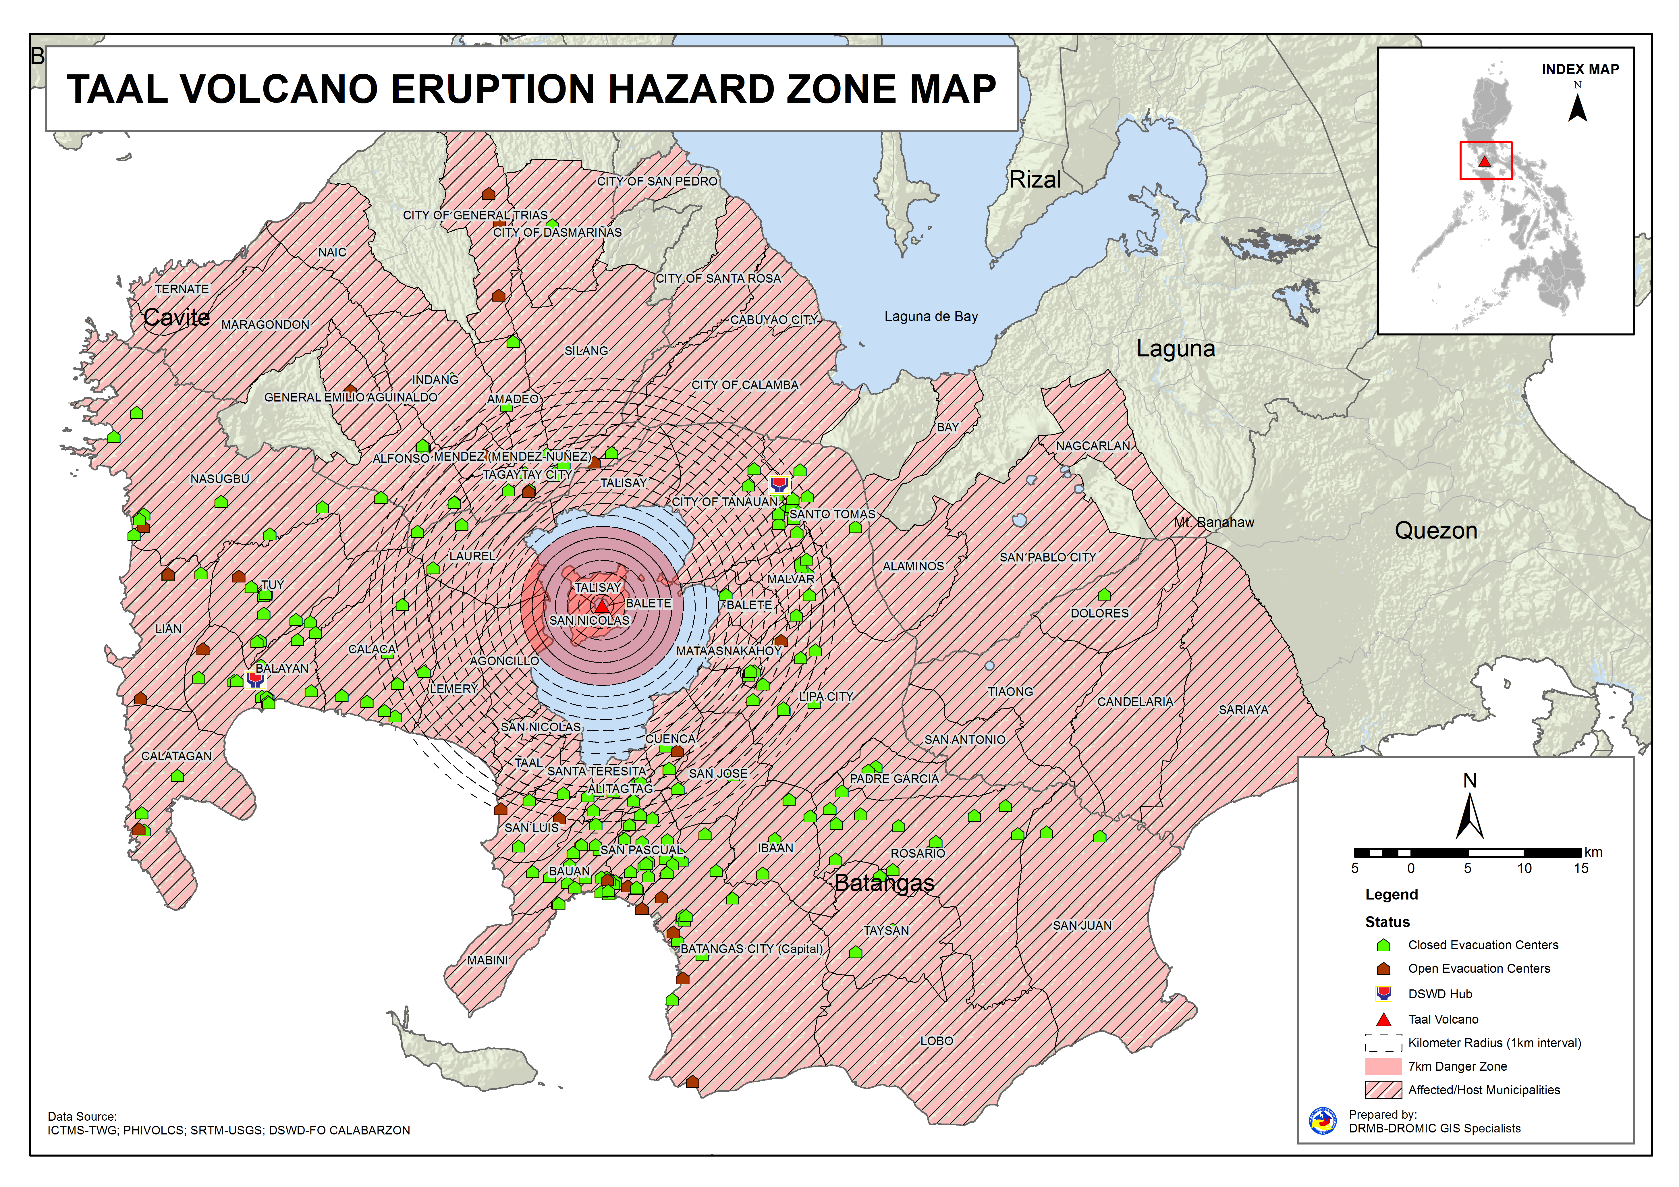 B
TAAL VOLCANO ERUPTION HAZARD ZONE MAP
INDEX MAP
N
Rizal
CITY OF SAN PEDRO
CITY OF GENERAL TRIAS
CITY OF DASMARIÑAS
NAIC
CITY OF SANTA ROSA
TERNATE
Cavite
MARAGONDON
CABUYAO CITY
Laguna de Bay
SILANG
Laguna
INDANG
CITY OF CALAMBA
GENERAL EMILIO AGUINALDO
AMADEO
BAY
NAGCARLAN
ALFONSO
MENDEZ (MENDEZ-NUÑEZ)
NASUGBU
TAGAYTAY CITY
TALISAY
CITY OF TANAUAN
SANTO TOMAS
Mt. Banahaw
Quezon
LAUREL
SAN PABLO CITY
ALAMINOS
TUY
TALISAY
MALVAR
BALETE
BALETE
DOLORES
SAN NICOLAS
LIAN
CALACA
MATAASNAKAHOY
AGONCILLO
BALAYAN
LEMERY
LIPA CITY
TIAONG
CANDELARIA
SARIAYA
SAN NICOLAS
CUENCA
SAN ANTONIO
CALATAGAN
TAAL
SANTA TERESITA
SAN JOSE
PADRE GARCIA
ALITAGTAG
SAN LUIS
SAN PASCUAL
IBAAN
ROSARIO
BAUAN
Batangas
TAYSAN
SAN JUAN
BATANGAS CITY (Capital)
MABINI
LOBO
N
km
5 0 5 10 15
Legend
Status
Closed Evacuation Centers
Open Evacuation Centers
DSWD Hub
Taal Volcano
Kilometer Radius (1km interval)
7km Danger Zone
Affected/Host Municipalities
Prepared by:
DRMB-DROMIC GIS Specialists
Data Source:
ICTMS-TWG; PHIVOLCS; SRTM-USGS; DSWD-FO CALABARZON